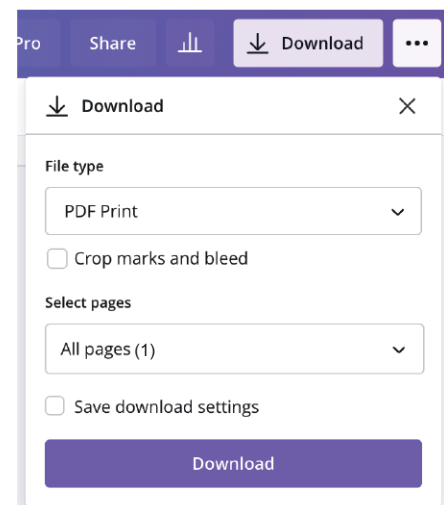 Pro Share Download
Download
File type
PDF Print
Crop marks and bleed
Select pages
All pages (1)
Save download settings
Download